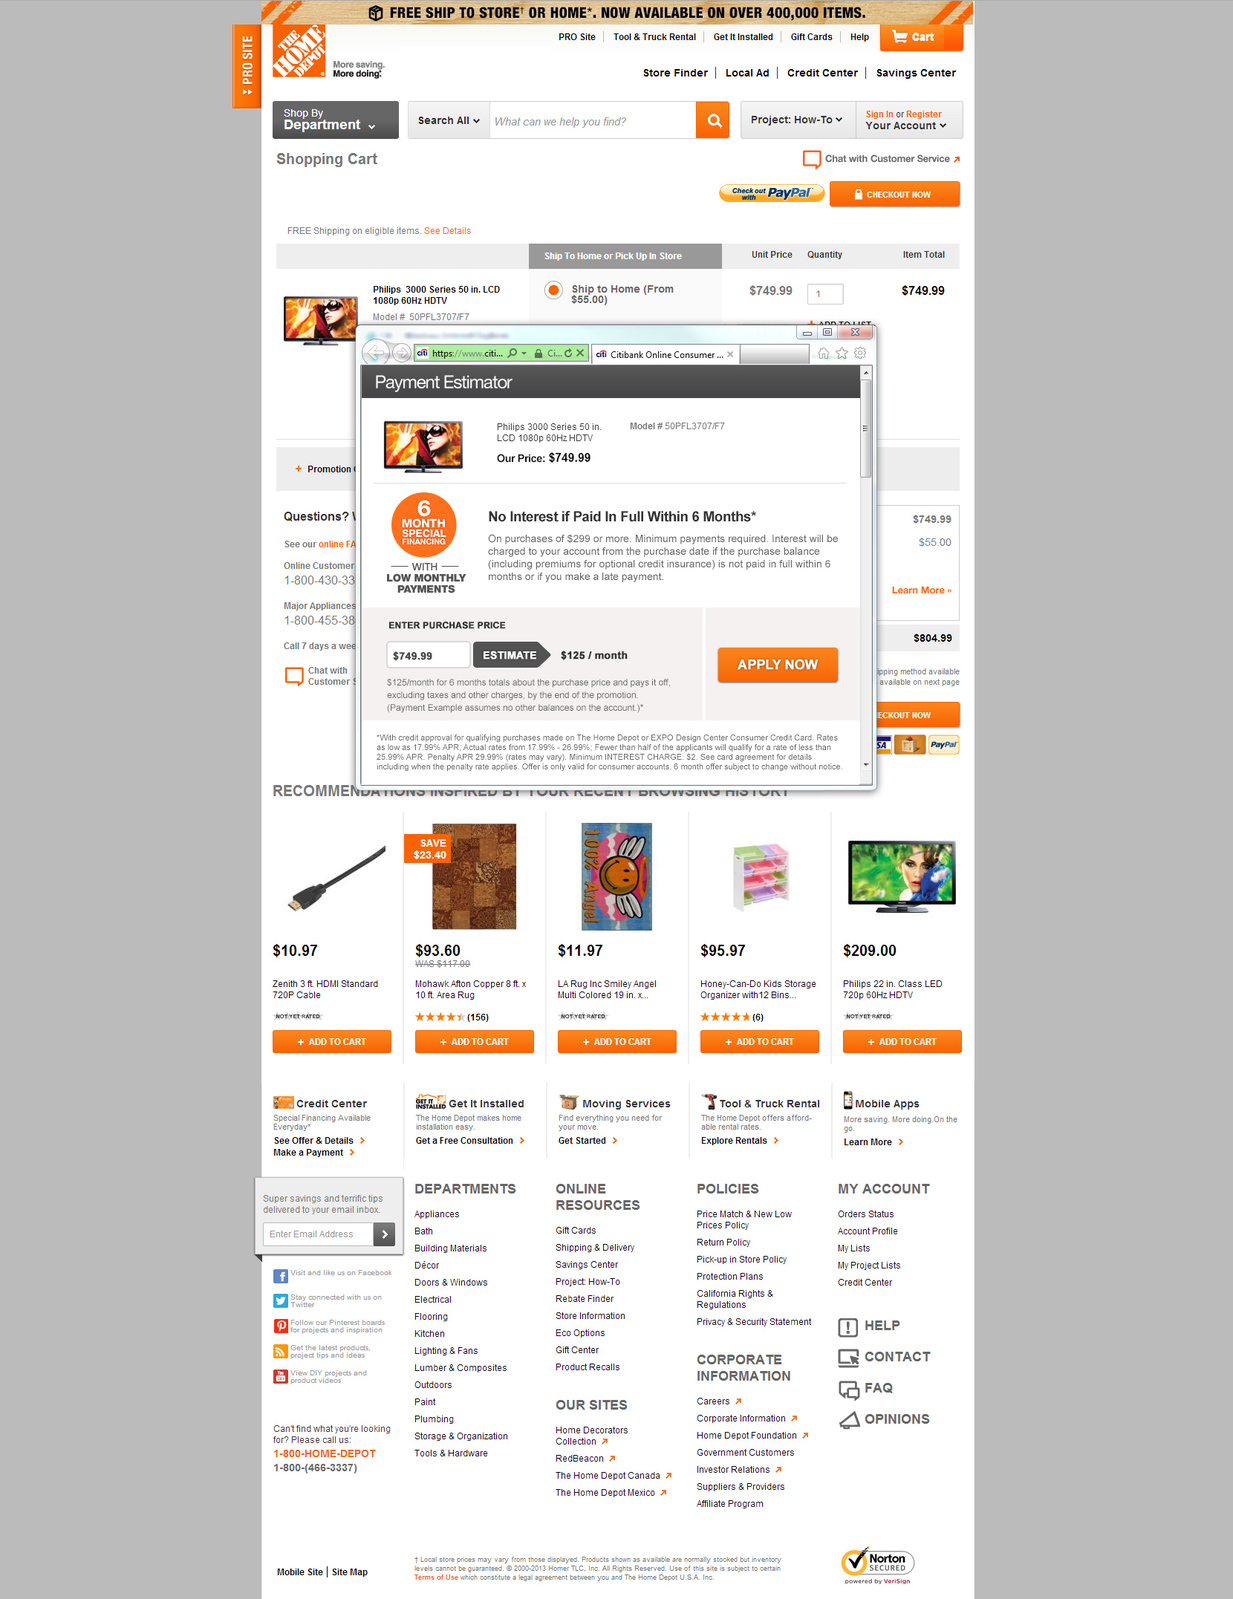 FREE SHIP TO STORE† OR HOME*. NOW AVAILABLE ON OVER 400,000 ITEMS.
PRO SITE
THE HOME DEPOT
More saving.
More doing.
PRO Site
Tool & Truck Rental
Get It Installed
Gift Cards
Help
Cart
Store Finder
Local Ad
Credit Center
Savings Center
Shop By
Department
Search All
What can we help you find?
Project: How-To
Sign In or Register
Your Account
Shopping Cart
Chat with Customer Service
Check out with PayPal
CHECKOUT NOW
FREE Shipping on eligible items. See Details
Ship To Home or Pick Up In Store
Unit Price
Quantity
Item Total
Philips 3000 Series 50 in. LCD
1080p 60Hz HDTV
Model # 50PFL3707/F7
Ship to Home (From
$55.00)
$749.99
1
$749.99
+ ADD TO LIST
https://www.citi...
Ci...
Citibank Online Consumer ...
Payment Estimator
Philips 3000 Series 50 in.
LCD 1080p 60Hz HDTV
Model # 50PFL3707/F7
Our Price: $749.99
6
MONTH
SPECIAL
FINANCING
WITH
LOW MONTHLY
PAYMENTS
No Interest if Paid In Full Within 6 Months*
On purchases of $299 or more. Minimum payments required. Interest will be
charged to your account from the purchase date if the purchase balance
(including premiums for optional credit insurance) is not paid in full within 6
months or if you make a late payment.
ENTER PURCHASE PRICE
$749.99
ESTIMATE
$125 / month
APPLY NOW
$125/month for 6 months totals about the purchase price and pays it off,
excluding taxes and other charges, by the end of the promotion.
(Payment Example assumes no other balances on the account.)*
*With credit approval for qualifying purchases made on The Home Depot or EXPO Design Center Consumer Credit Card. Rates
as low as 17.99% APR; Actual rates from 17.99% - 26.99%; Fewer than half of the applicants will qualify for a rate of less than
25.99% APR. Penalty APR 29.99% (rates may vary). Minimum INTEREST CHARGE: $2. See card agreement for details
including when the penalty rate applies. Offer is only valid for consumer accounts. 6 month offer subject to change without notice.
+ Promotion
Questions?
See our online FA
Online Customer
1-800-430-33
Major Appliances
1-800-455-38
Call 7 days a wee
Chat with
Customer S
$749.99
$55.00
Learn More »
$804.99
pping method available
available on next page
ECKOUT NOW
PayPal
RECOMMENDATIONS INSPIRED BY YOUR RECENT BROWSING HISTORY
$10.97
Zenith 3 ft. HDMI Standard
720P Cable
NOT YET RATED
+ ADD TO CART
SAVE
$23.40
$93.60
WAS $117.00
Mohawk Afton Copper 8 ft. x
10 ft. Area Rug
(156)
+ ADD TO CART
100% Angel
$11.97
LA Rug Inc Smiley Angel
Multi Colored 19 in. x...
NOT YET RATED
+ ADD TO CART
$95.97
Honey-Can-Do Kids Storage
Organizer with12 Bins...
(6)
+ ADD TO CART
$209.00
Philips 22 in. Class LED
720p 60Hz HDTV
NOT YET RATED
+ ADD TO CART
Credit Center
Special Financing Available
Everyday*
See Offer & Details
Make a Payment
GET IT INSTALLED
Get It Installed
The Home Depot makes home
installation easy.
Get a Free Consultation
Moving Services
Find everything you need for
your move.
Get Started
Tool & Truck Rental
The Home Depot offers afford-
able rental rates.
Explore Rentals
Mobile Apps
More saving. More doing.On the
go.
Learn More
Super savings and terrific tips
delivered to your email inbox.
Enter Email Address
Visit and like us on Facebook
Stay connected with us on
Twitter
Follow our Pinterest boards
for projects and inspiration
Get the latest products,
project tips and ideas
View DIY projects and
product videos
Can't find what you're looking
for? Please call us:
1-800-HOME-DEPOT
1-800-(466-3337)
DEPARTMENTS
Appliances
Bath
Building Materials
Décor
Doors & Windows
Electrical
Flooring
Kitchen
Lighting & Fans
Lumber & Composites
Outdoors
Paint
Plumbing
Storage & Organization
Tools & Hardware
ONLINE
RESOURCES
Gift Cards
Shipping & Delivery
Savings Center
Project: How-To
Rebate Finder
Store Information
Eco Options
Gift Center
Product Recalls
OUR SITES
Home Decorators
Collection
RedBeacon
The Home Depot Canada
The Home Depot Mexico
POLICIES
Price Match & New Low
Prices Policy
Return Policy
Pick-up in Store Policy
Protection Plans
California Rights &
Regulations
Privacy & Security Statement
CORPORATE
INFORMATION
Careers
Corporate Information
Home Depot Foundation
Government Customers
Investor Relations
Suppliers & Providers
Affiliate Program
MY ACCOUNT
Orders Status
Account Profile
My Lists
My Project Lists
Credit Center
HELP
CONTACT
FAQ
OPINIONS
Mobile Site | Site Map
† Local store prices may vary from those displayed. Products shown as available are normally stocked but inventory
levels cannot be guaranteed. © 2000-2013 Homer TLC, Inc. All Rights Reserved. Use of this site is subject to certain
Terms of Use which constitute a legal agreement between you and The Home Depot U.S.A. Inc.
Norton
SECURED
powered by VeriSign